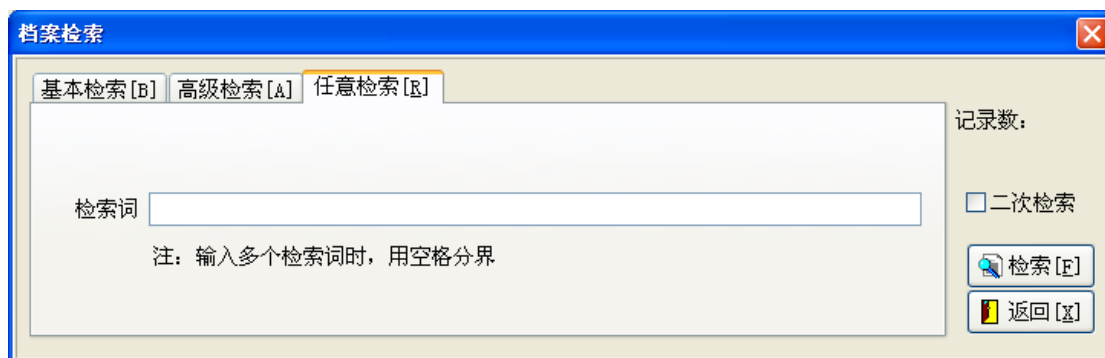 档案检索
基本检索[B] 高级检索[A] 任意检索[R]
记录数：
检索词
二次检索
注：输入多个检索词时，用空格分界
检索[F]
返回[X]